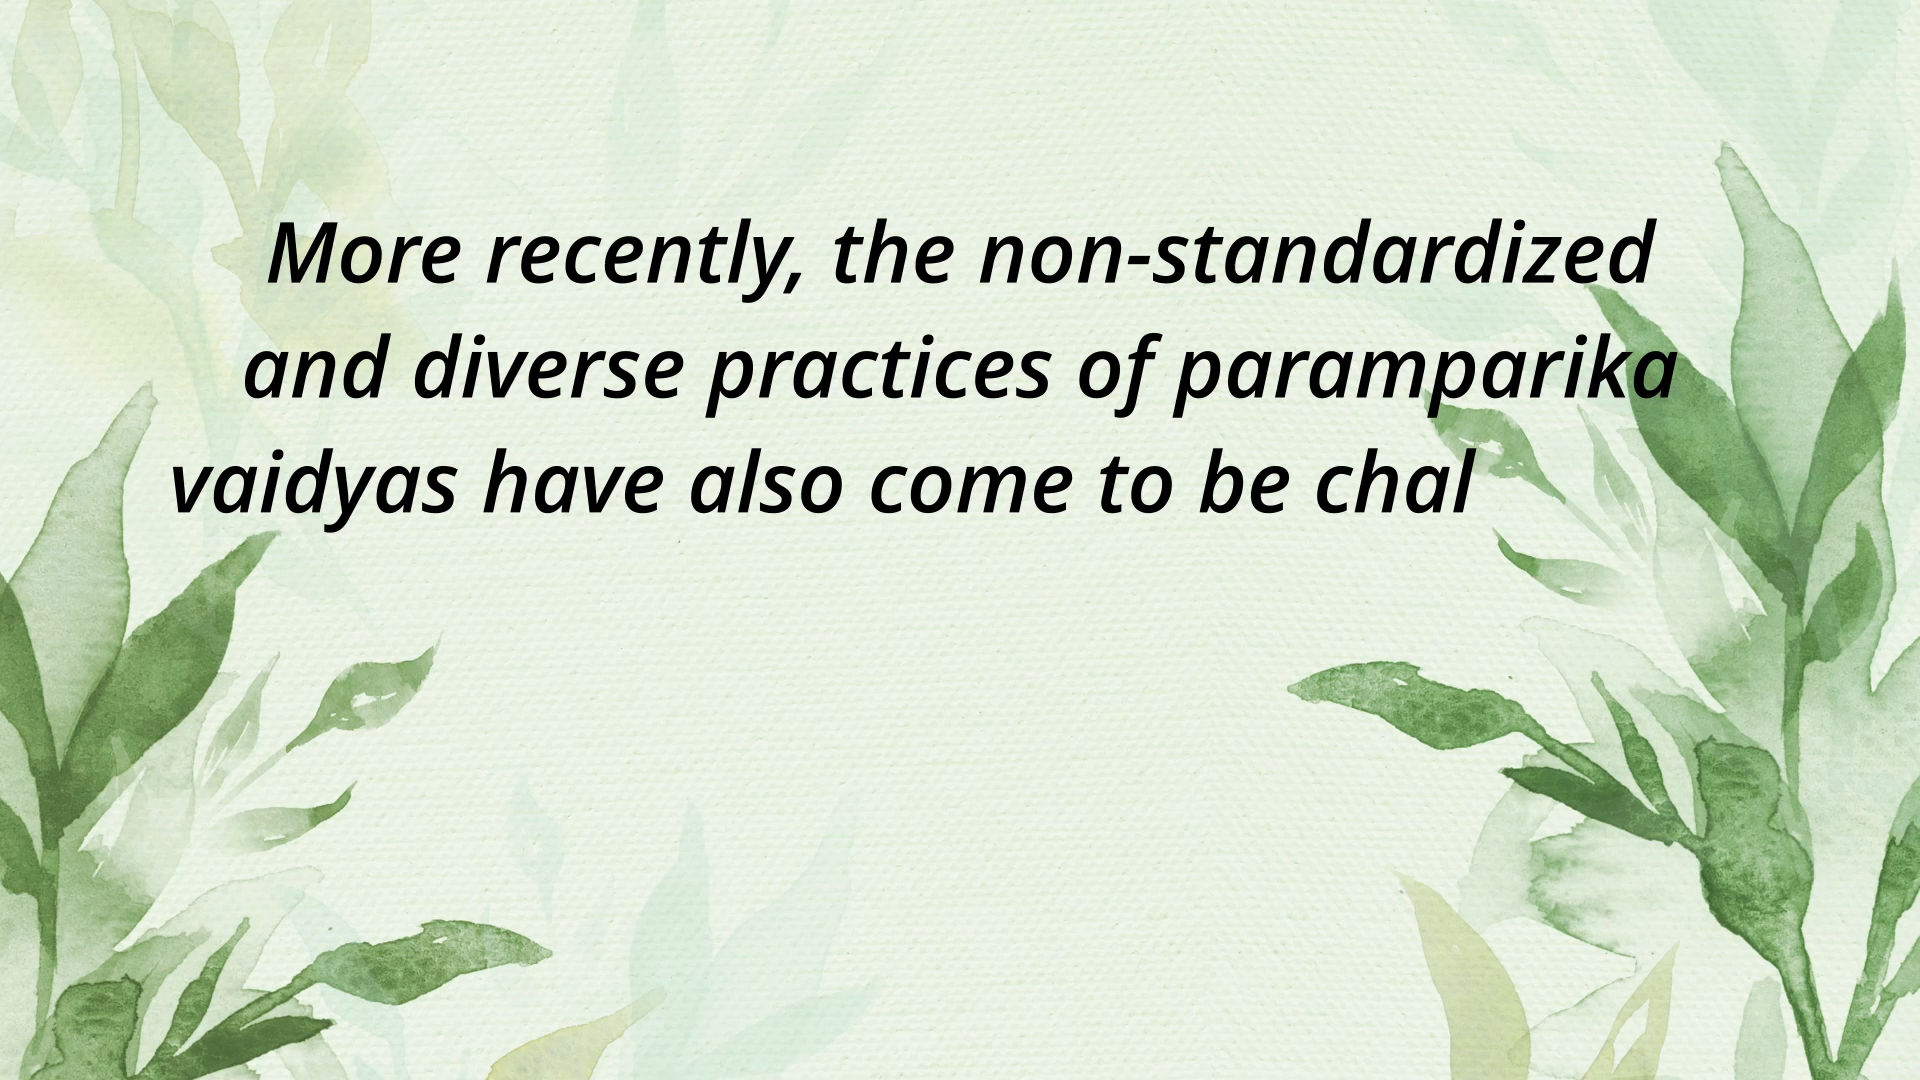 More recently, the non-standardized
and diverse practices of paramparika
vaidyas have also come to be chal